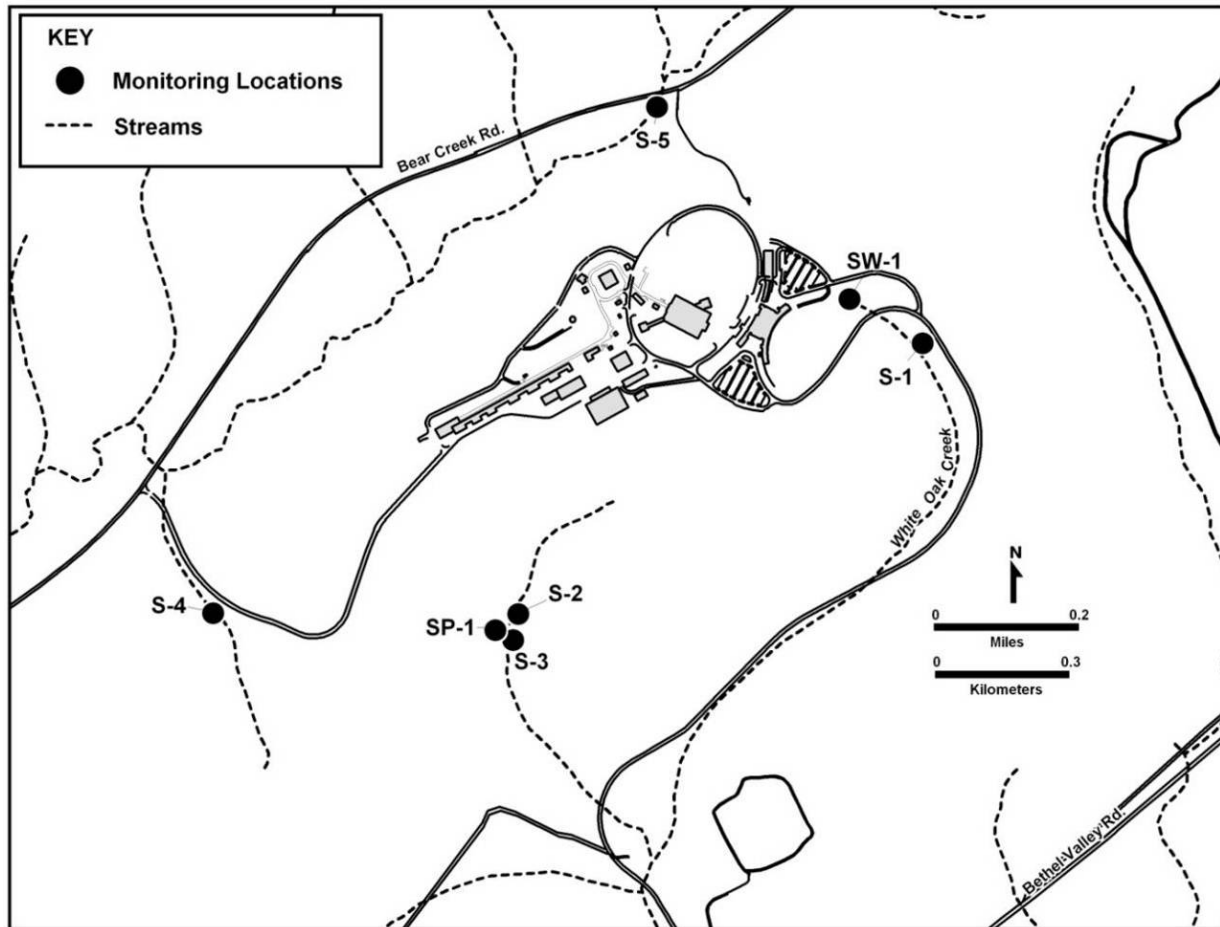 KEY
Monitoring Locations
Streams
Bear Creek Rd.
S-5
SW-1
S-1
White Oak Creek
S-4
S-2
SP-1
S-3
N
0 0.2
Miles
0 0.3
Kilometers
Bethel Valley Rd.